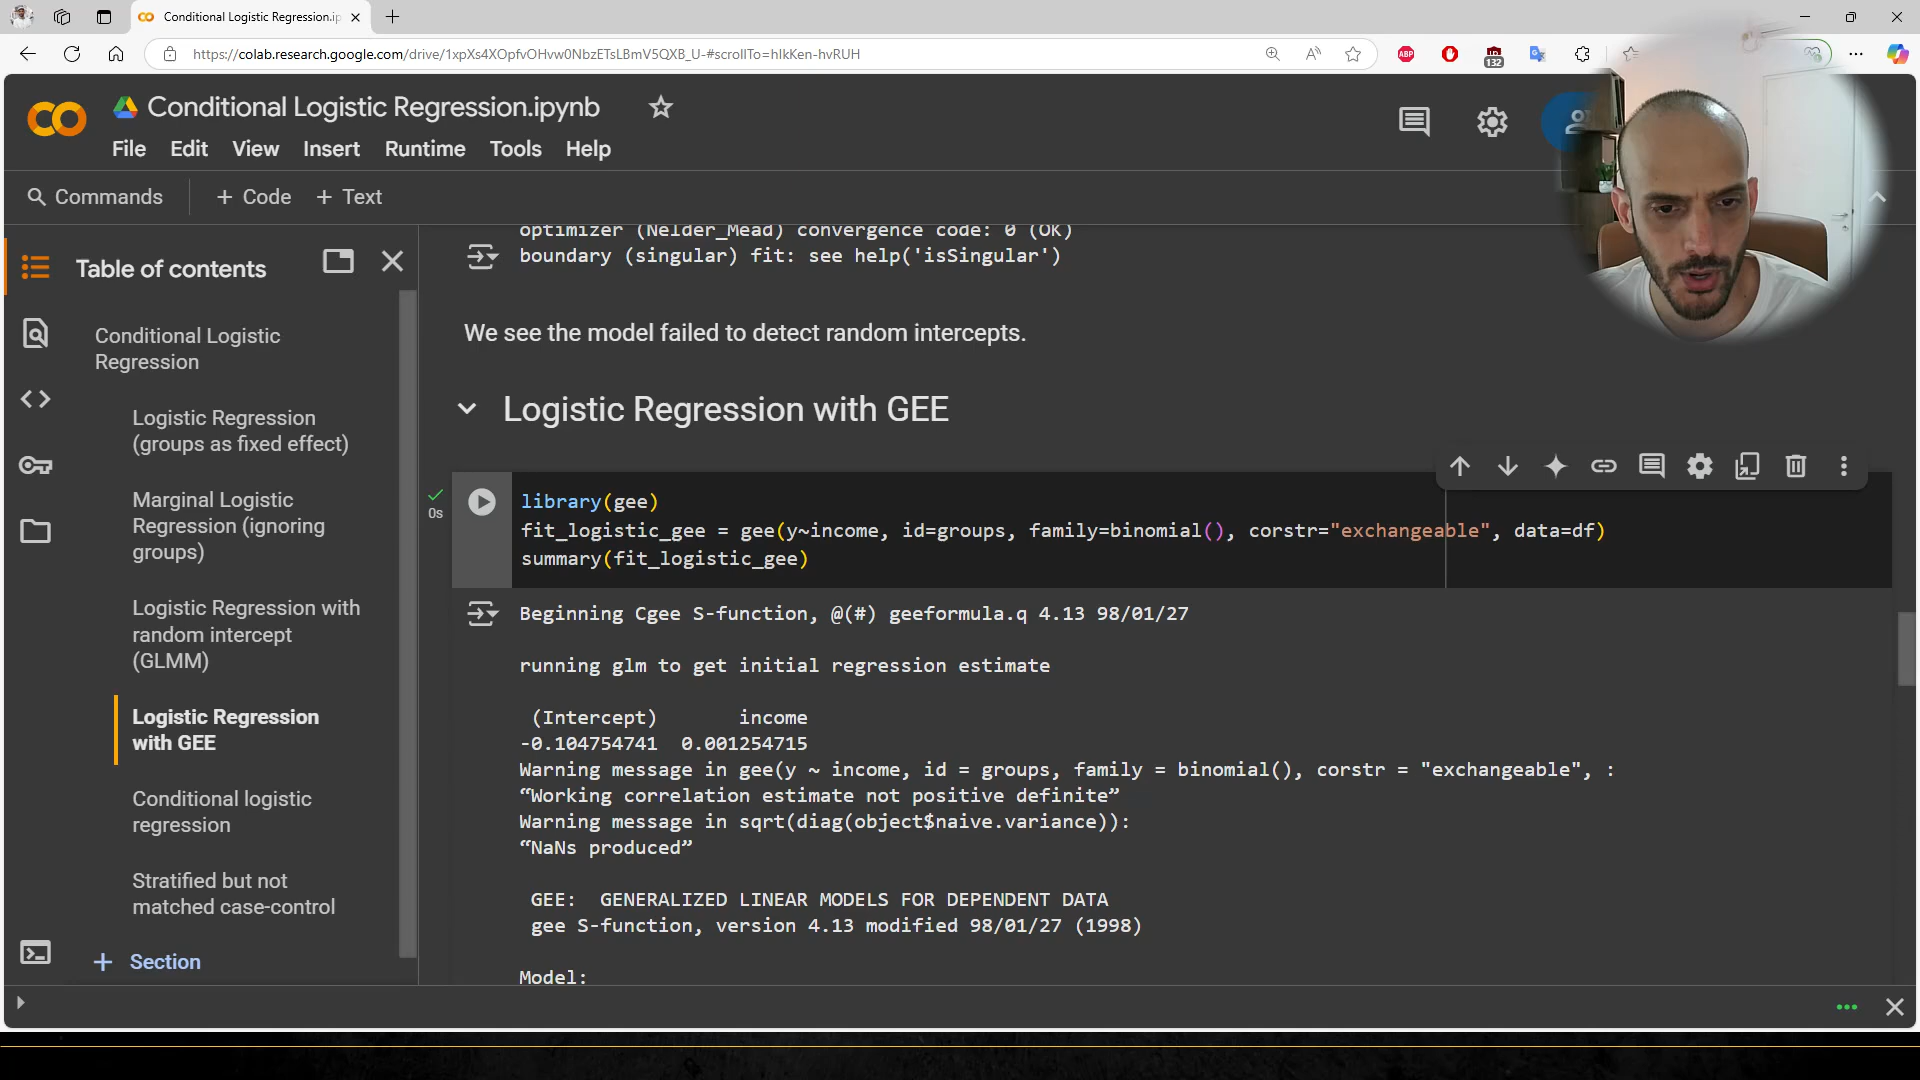 Conditional Logistic Regression.ip
https://colab.research.google.com/drive/1xpXs4XOpfvOHvw0NbzETsLBmV5QXB_U-#scrollTo=hIkKen-hvRUH
ABP
132
Conditional Logistic Regression.ipynb
File Edit View Insert Runtime Tools Help
Commands + Code + Text
Table of contents
Conditional Logistic
Regression
Logistic Regression
(groups as fixed effect)
Marginal Logistic
Regression (ignoring
groups)
Logistic Regression with
random intercept
(GLMM)
Logistic Regression
with GEE
Conditional logistic
regression
Stratified but not
matched case-control
+ Section
optimizer (Nelder_Mead) convergence code: 0 (OK)
boundary (singular) fit: see help('isSingular')
We see the model failed to detect random intercepts.
Logistic Regression with GEE
0s
library(gee)
fit_logistic_gee = gee(y~income, id=groups, family=binomial(), corstr="exchangeable", data=df)
summary(fit_logistic_gee)
Beginning Cgee S-function, @(#) geeformula.q 4.13 98/01/27
running glm to get initial regression estimate
(Intercept) income
-0.104754741 0.001254715
Warning message in gee(y ~ income, id = groups, family = binomial(), corstr = "exchangeable", :
“Working correlation estimate not positive definite”
Warning message in sqrt(diag(object$naive.variance)):
“NaNs produced”
GEE: GENERALIZED LINEAR MODELS FOR DEPENDENT DATA
gee S-function, version 4.13 modified 98/01/27 (1998)
Model: